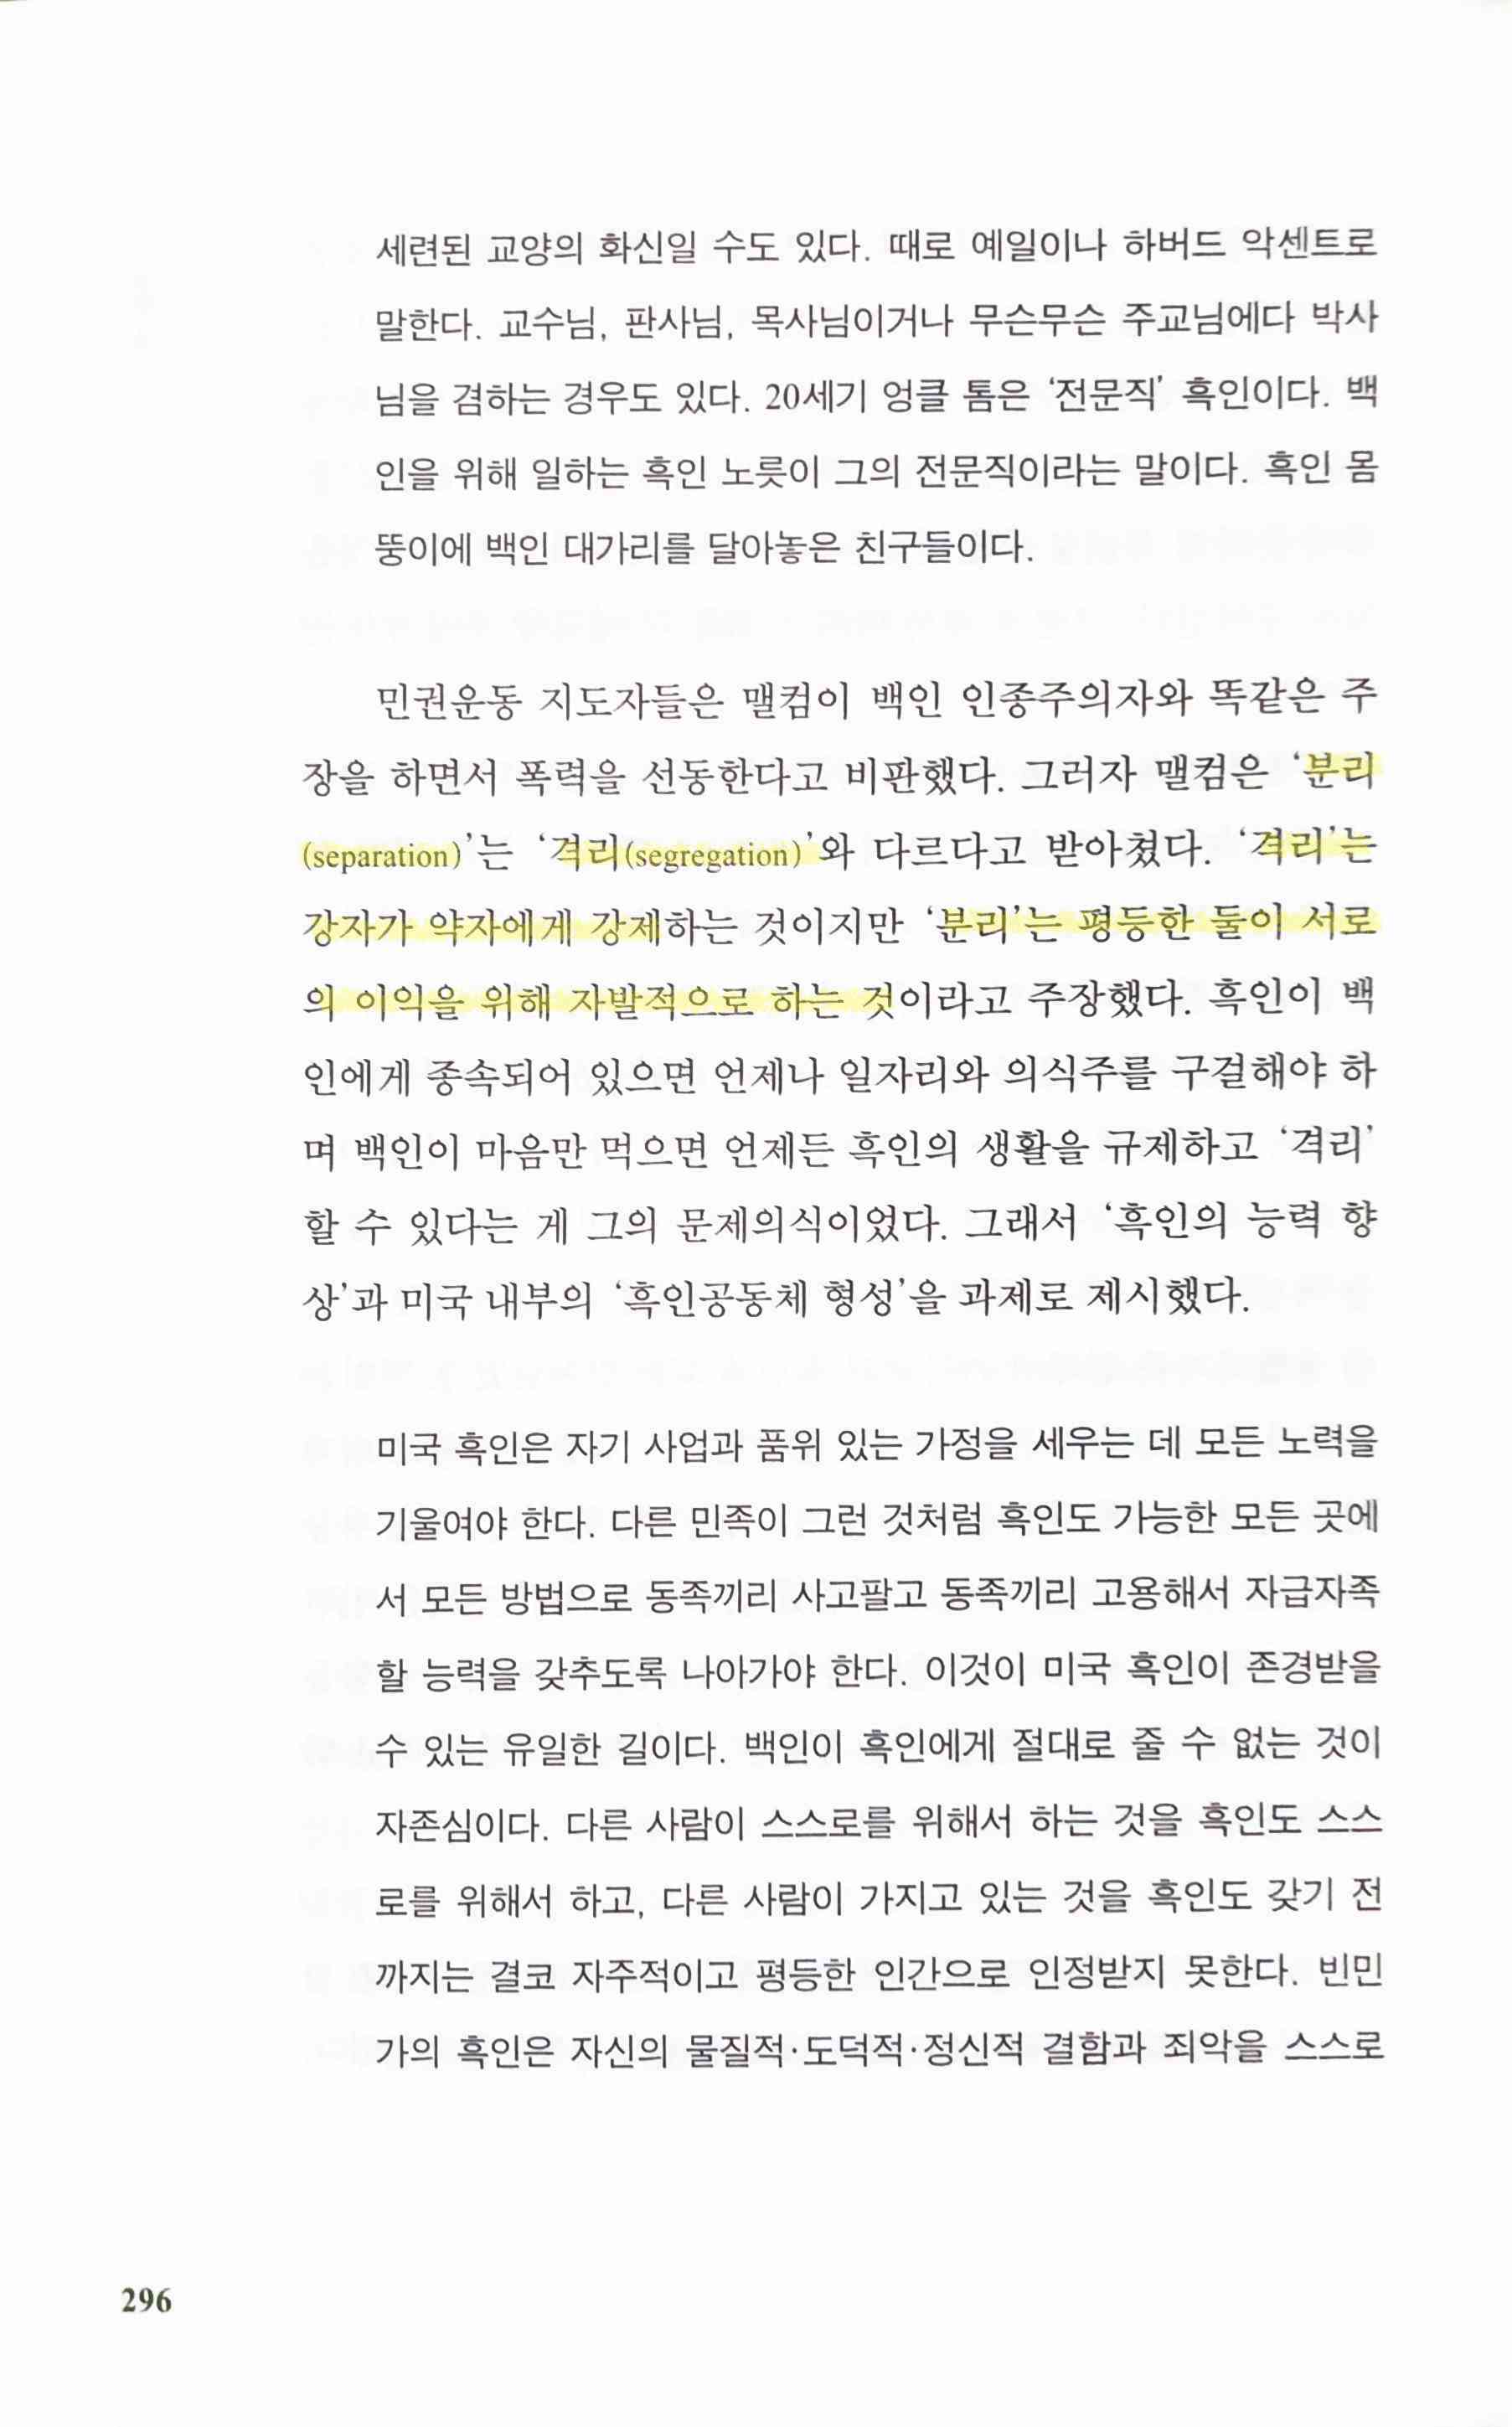 세련된 교양의 화신일 수도 있다. 때로 예일이나 하버드 악센트로
말한다. 교수님, 판사님, 목사님이거나 무슨무슨 주교님에다 박사
님을 겸하는 경우도 있다. 20세기 엉클 톰은 ‘전문직’ 흑인이다. 백
인을 위해 일하는 흑인 노릇이 그의 전문직이라는 말이다. 흑인 몸
뚱이에 백인 대가리를 달아놓은 친구들이다.
민권운동 지도자들은 맬컴이 백인 인종주의자와 똑같은 주
장을 하면서 폭력을 선동한다고 비판했다. 그러자 맬컴은 ‘분리
(separation)’는 ‘격리(segregation)’와 다르다고 받아쳤다. ‘격리’는
강자가 약자에게 강제하는 것이지만 ‘분리’는 평등한 둘이 서로
의 이익을 위해 자발적으로 하는 것이라고 주장했다. 흑인이 백
인에게 종속되어 있으면 언제나 일자리와 의식주를 구걸해야 하
며 백인이 마음만 먹으면 언제든 흑인의 생활을 규제하고 ‘격리’
할 수 있다는 게 그의 문제의식이었다. 그래서 ‘흑인의 능력 향
상’과 미국 내부의 ‘흑인공동체 형성’을 과제로 제시했다.
미국 흑인은 자기 사업과 품위 있는 가정을 세우는 데 모든 노력을
기울여야 한다. 다른 민족이 그런 것처럼 흑인도 가능한 모든 곳에
서 모든 방법으로 동족끼리 사고팔고 동족끼리 고용해서 자급자족
할 능력을 갖추도록 나아가야 한다. 이것이 미국 흑인이 존경받을
수 있는 유일한 길이다. 백인이 흑인에게 절대로 줄 수 없는 것이
자존심이다. 다른 사람이 스스로를 위해서 하는 것을 흑인도 스스
로를 위해서 하고, 다른 사람이 가지고 있는 것을 흑인도 갖기 전
까지는 결코 자주적이고 평등한 인간으로 인정받지 못한다. 빈민
가의 흑인은 자신의 물질적·도덕적·정신적 결함과 죄악을 스스로
296